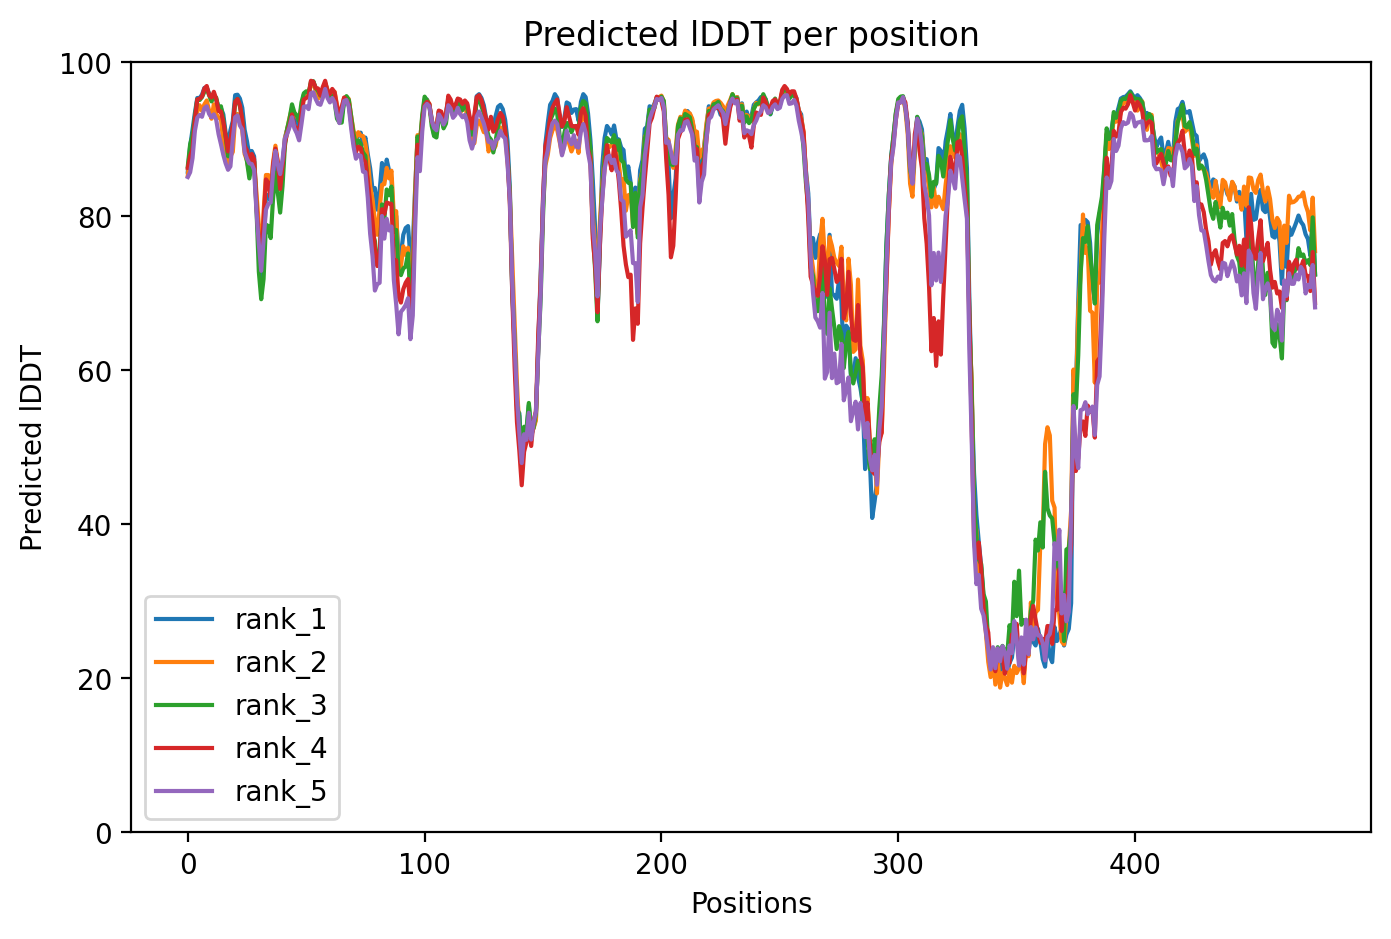 Predicted lDDT per position
100
80
60
40
20
0
Predicted lDDT
rank_1
rank_2
rank_3
rank_4
rank_5
0 100 200 300 400
Positions